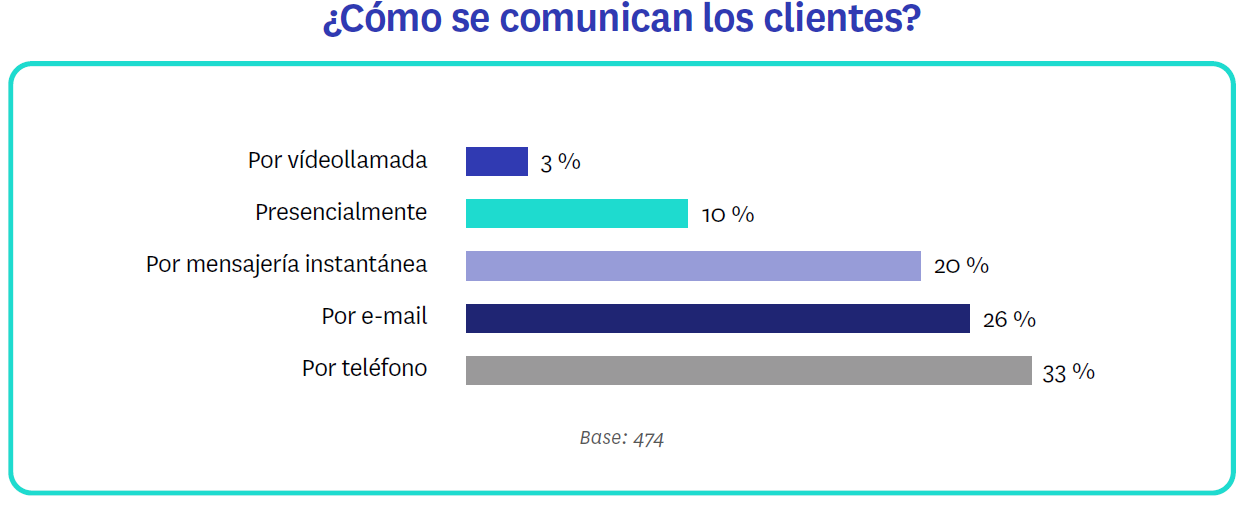 ¿Cómo se comunican los clientes?
Por vídeollamada 3 %
Presencialmente 10 %
Por mensajería instantánea 20 %
Por e-mail 26 %
Por teléfono 33 %
Base: 474